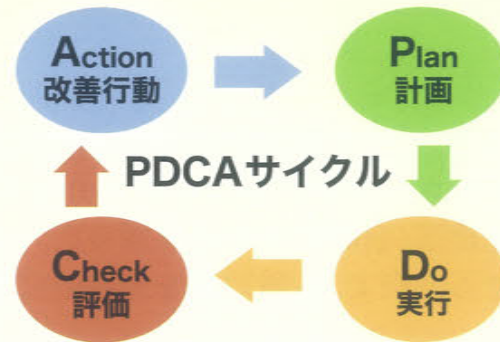 Action
改善行動
Plan
計画
PDCAサイクル
Check
評価
Do
実行